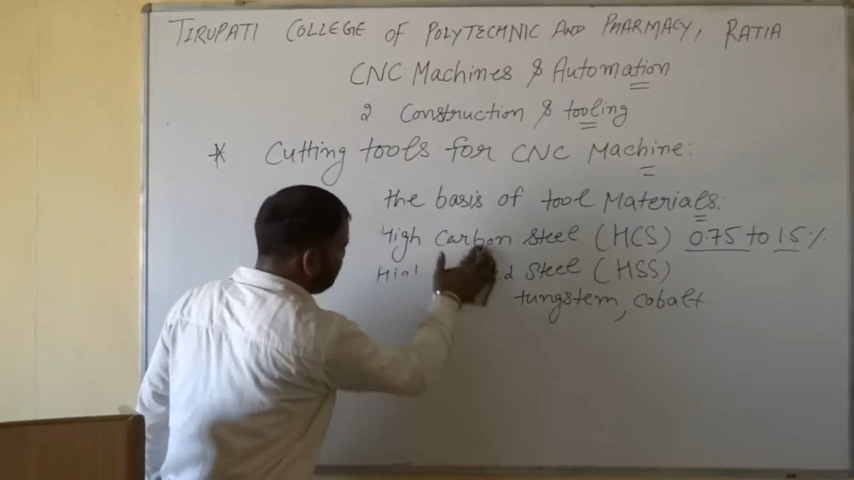 TIRUPATI COLLEGE OF POLYTECHNIC AND PHARMACY, RATIA
CNC Machines & Automation
2 Construction & tooling
* Cutting tools for CNC Machine:
the basis of tool Materials:
High Carbon Steel (HCS) 0.75 to 1.5%
Steel (HSS)
tungstem, cobalt